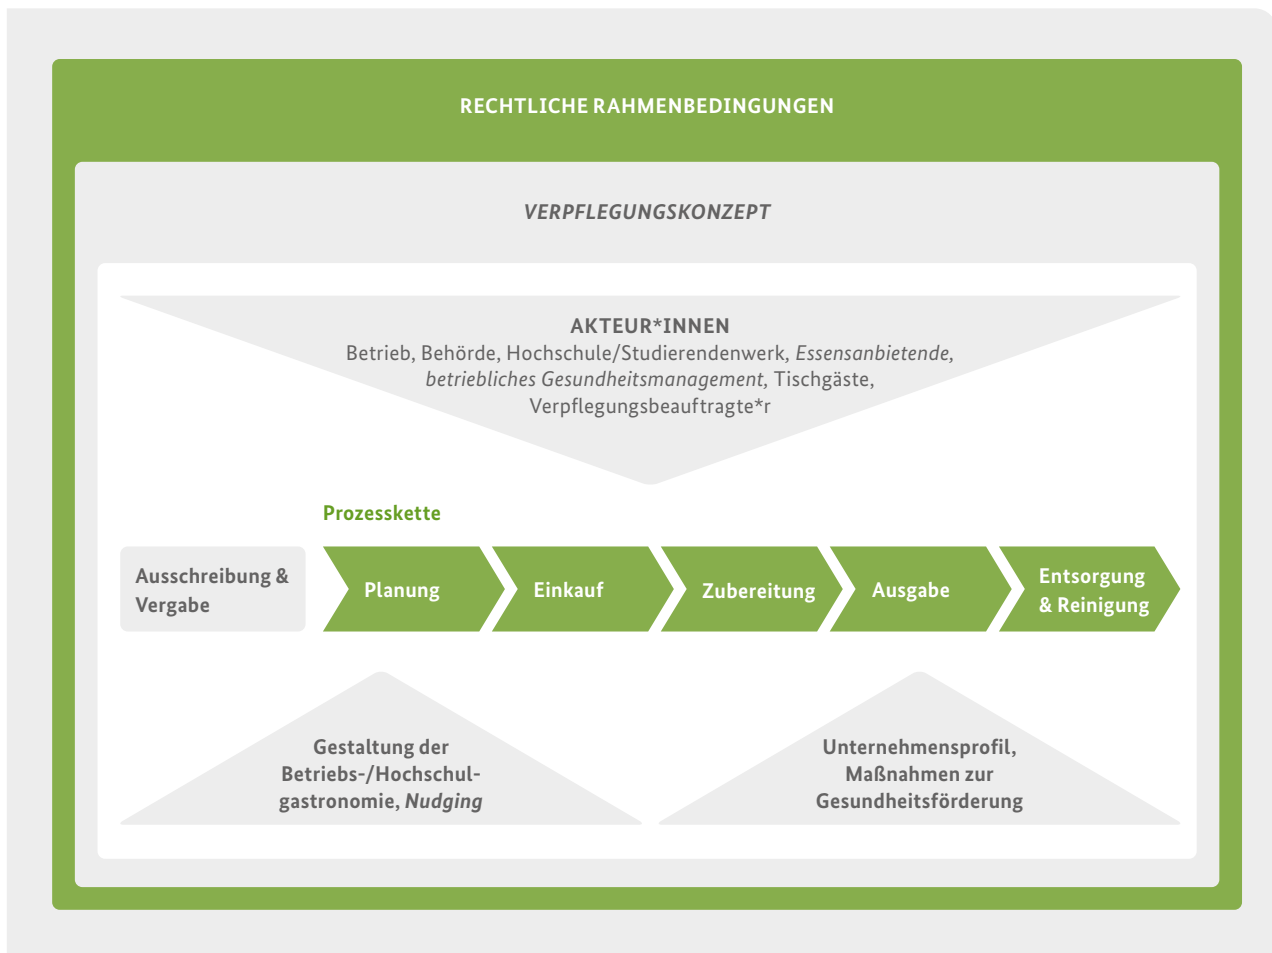 RECHTLICHE RAHMENBEDINGUNGEN
VERPFLEGUNGSKONZEPT
AKTEUR*INNEN
Betrieb, Behörde, Hochschule/Studierendenwerk, Essensanbietende,
betriebliches Gesundheitsmanagement, Tischgäste,
Verpflegungsbeauftragte*r
Prozesskette
Ausschreibung &
Vergabe
Planung
Einkauf
Zubereitung
Ausgabe
Entsorgung
& Reinigung
Gestaltung der
Betriebs-/Hochschul-
gastronomie, Nudging
Unternehmensprofil,
Maßnahmen zur
Gesundheitsförderung